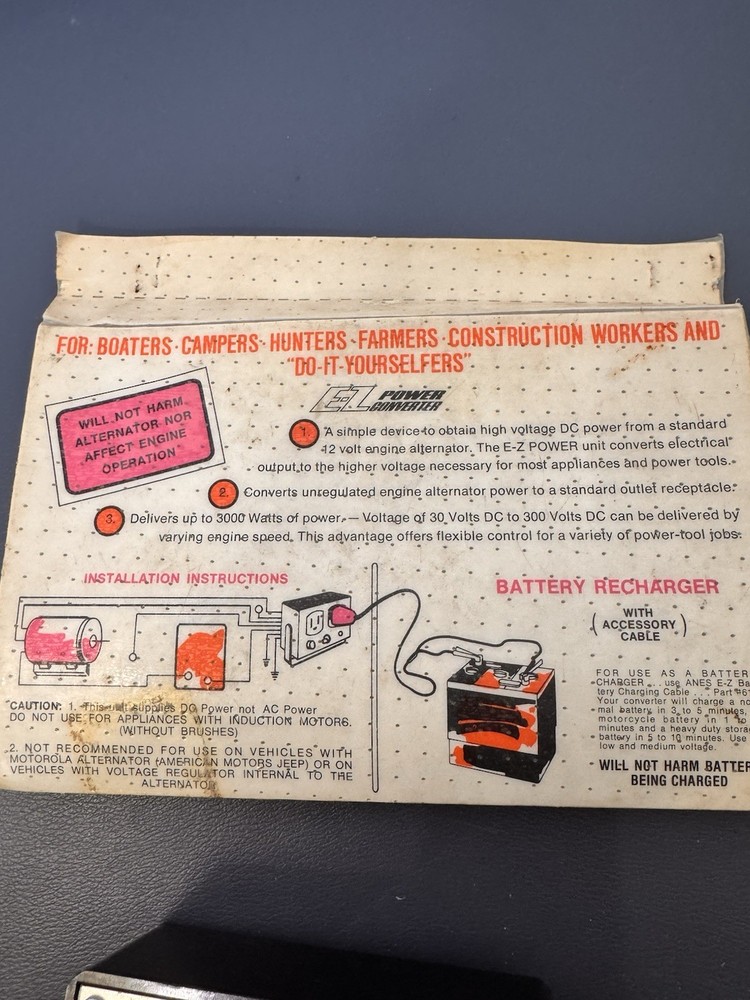 FOR: BOATERS · CAMPERS · HUNTERS · FARMERS · CONSTRUCTION WORKERS AND
"DO-IT-YOURSELFERS"
WILL NOT HARM
ALTERNATOR NOR
AFFECT ENGINE
OPERATION
E-Z POWER
CONVERTER
1. A simple device to obtain high voltage DC power from a standard
12 volt engine alternator. The E-Z POWER unit converts electrical
output to the higher voltage necessary for most appliances and power tools.
2. Converts unregulated engine alternator power to a standard outlet receptacle.
3. Delivers up to 3000 Watts of power. — Voltage of 30 Volts DC to 300 Volts DC can be delivered by
varying engine speed. This advantage offers flexible control for a variety of power-tool jobs.
INSTALLATION INSTRUCTIONS
CAUTION: 1. This unit supplies DC Power not AC Power
DO NOT USE FOR APPLIANCES WITH INDUCTION MOTORS.
(WITHOUT BRUSHES)
2. NOT RECOMMENDED FOR USE ON VEHICLES WITH
MOTOROLA ALTERNATOR (AMERICAN MOTORS JEEP) OR ON
VEHICLES WITH VOLTAGE REGULATOR INTERNAL TO THE
ALTERNATOR
BATTERY RECHARGER
WITH
( ACCESSORY )
CABLE
FOR USE AS A BATTER
CHARGER ... use ANES E-Z Ba
tery Charging Cable ... Part
Your converter will charge a no
mal battery in 3 to 5 minutes,
motorcycle battery in 1 to
minutes and a heavy duty stora
battery in 5 to 10 minutes. Use
low and medium voltage.
WILL NOT HARM BATTER
BEING CHARGED